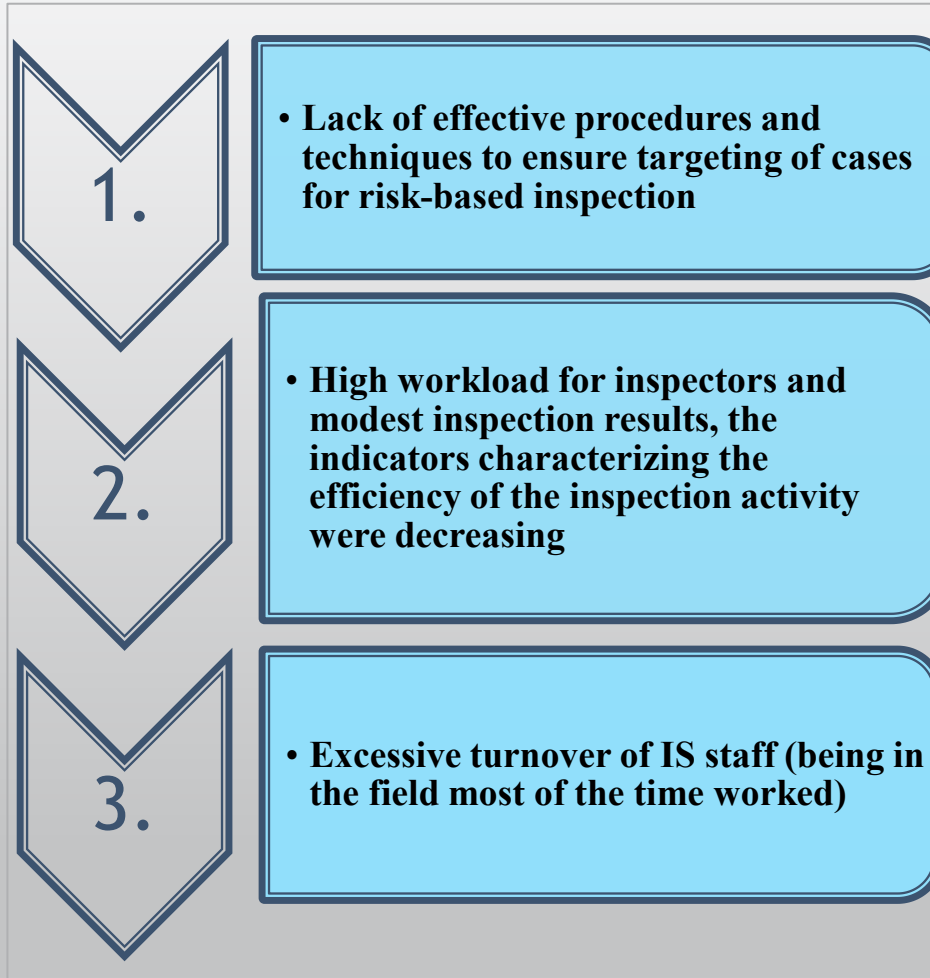 1.
• Lack of effective procedures and
techniques to ensure targeting of cases
for risk-based inspection
2.
• High workload for inspectors and
modest inspection results, the
indicators characterizing the
efficiency of the inspection activity
were decreasing
3.
• Excessive turnover of IS staff (being in
the field most of the time worked)